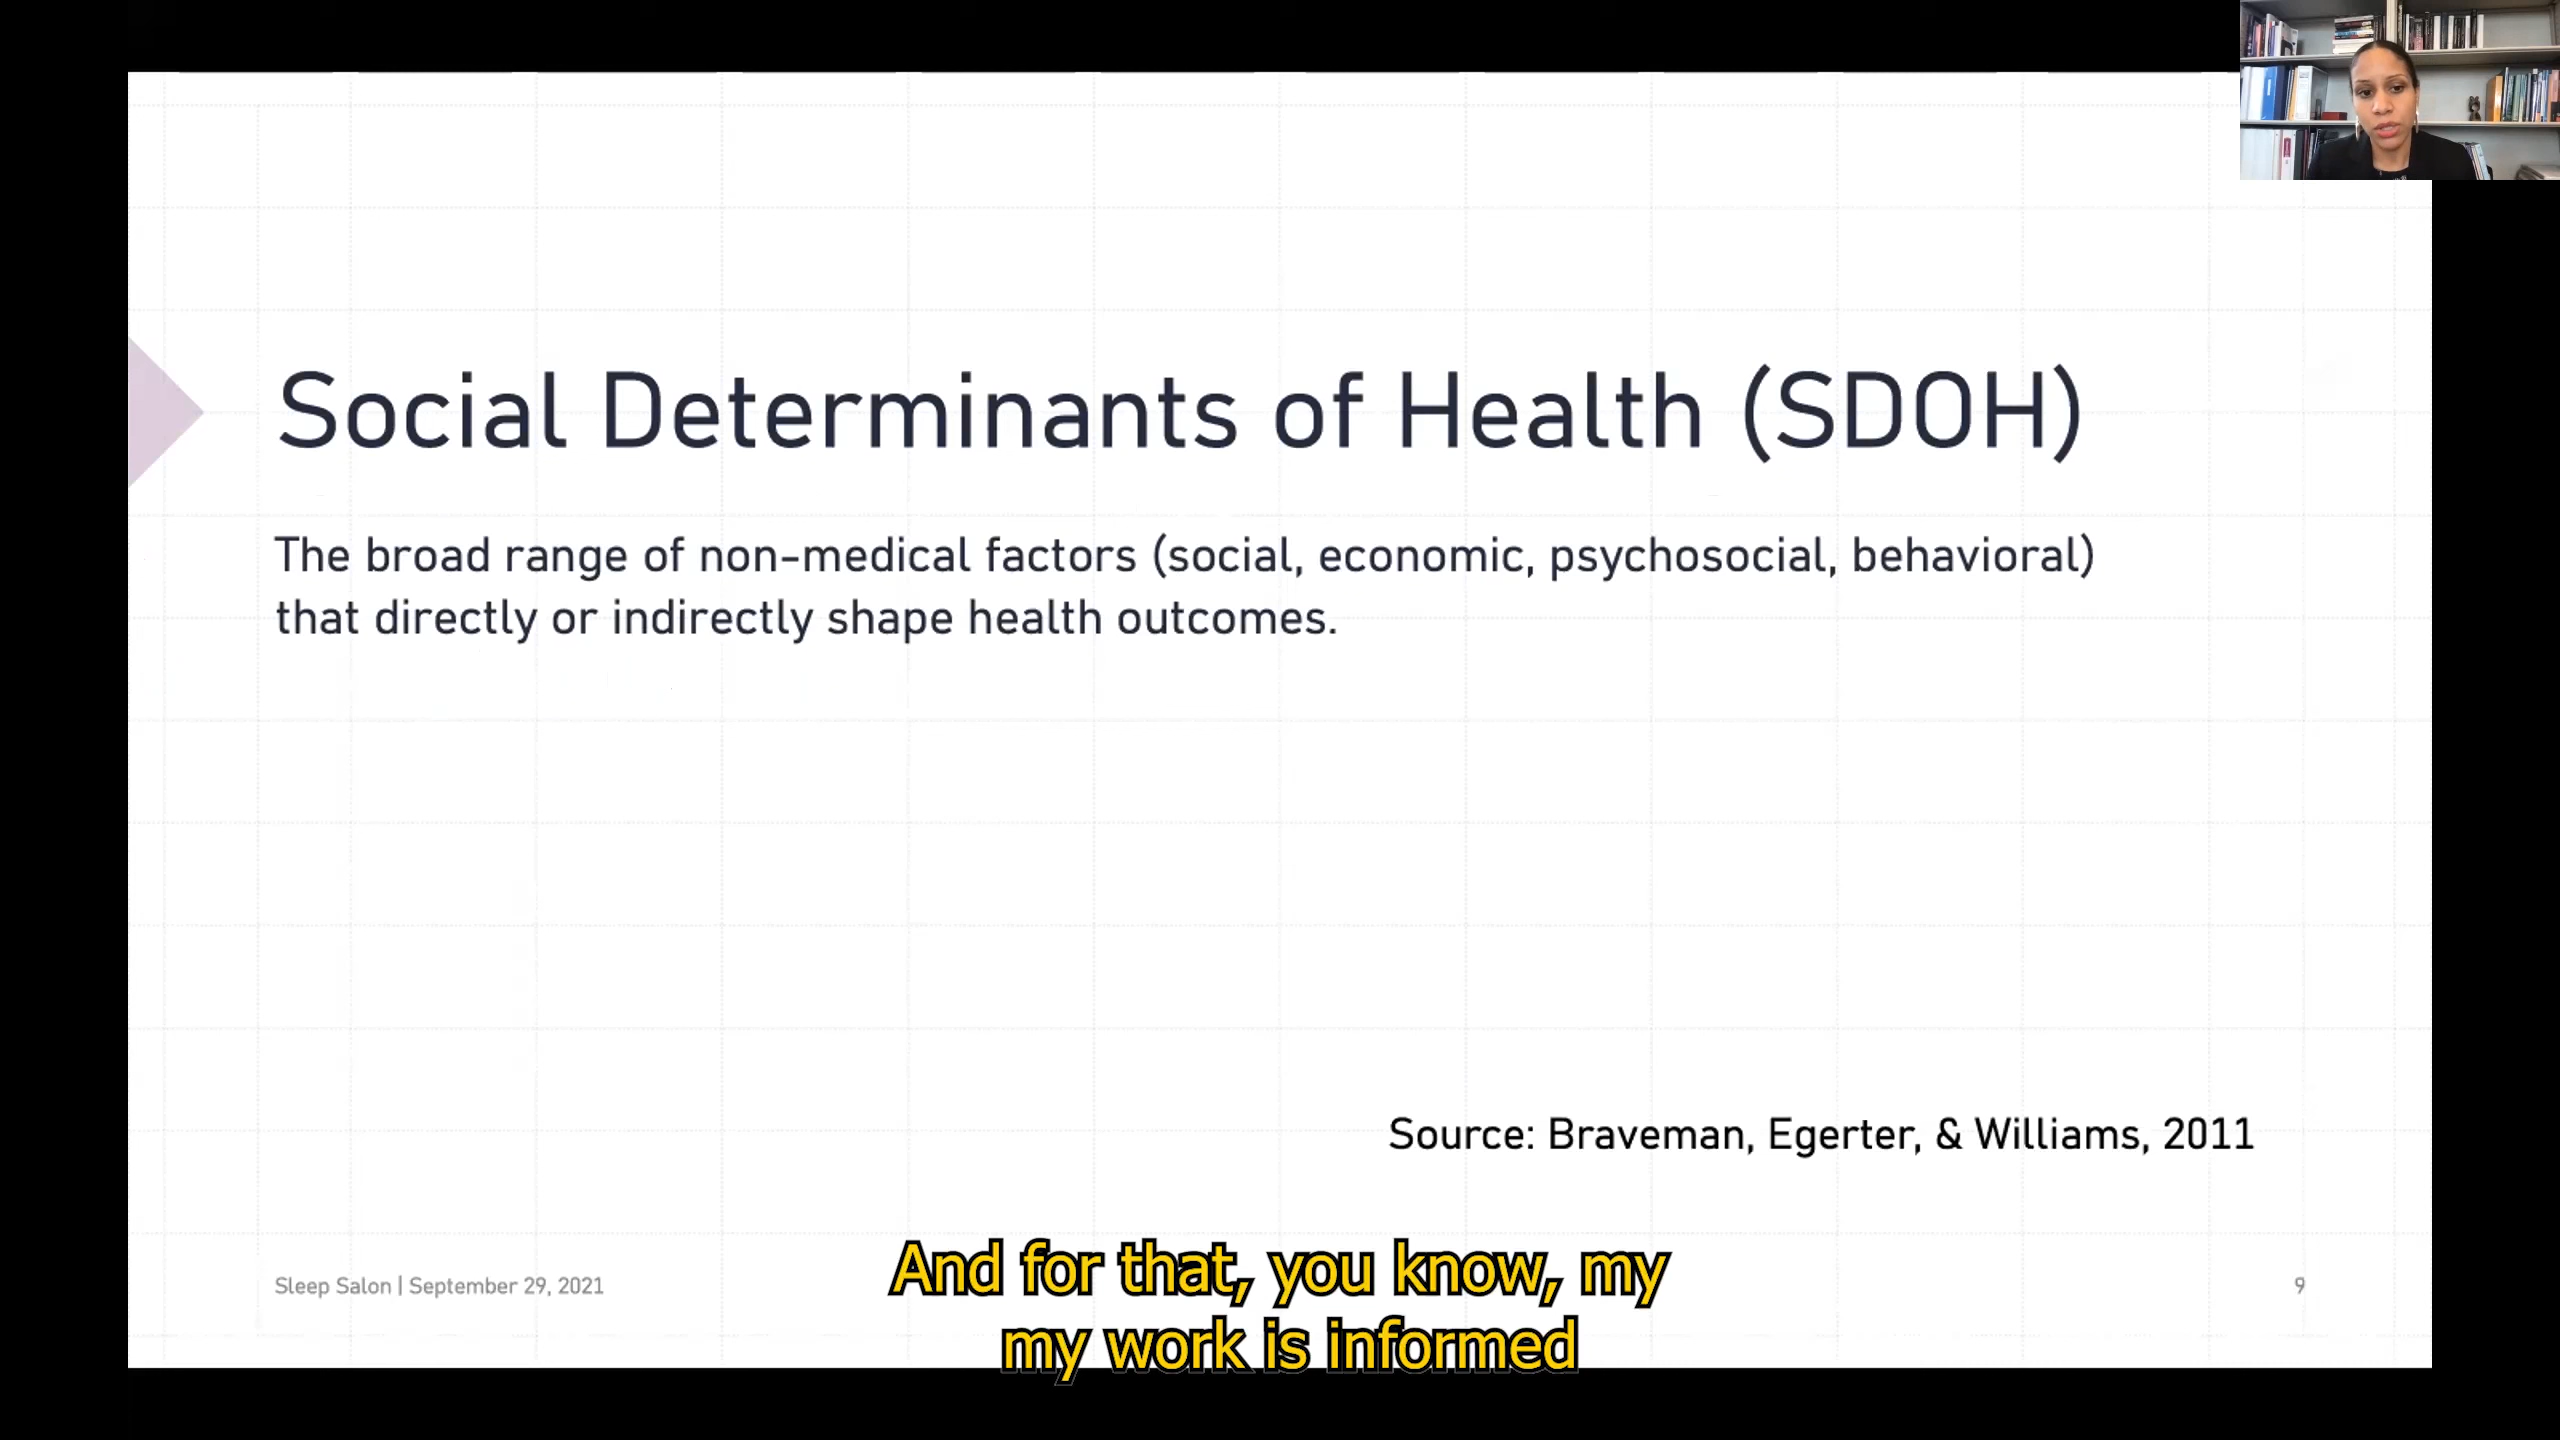 Social Determinants of Health (SDOH)
The broad range of non-medical factors (social, economic, psychosocial, behavioral)
that directly or indirectly shape health outcomes.
Source: Braveman, Egerter, & Williams, 2011
Sleep Salon | September 29, 2021
9
And for that, you know, my
my work is informed